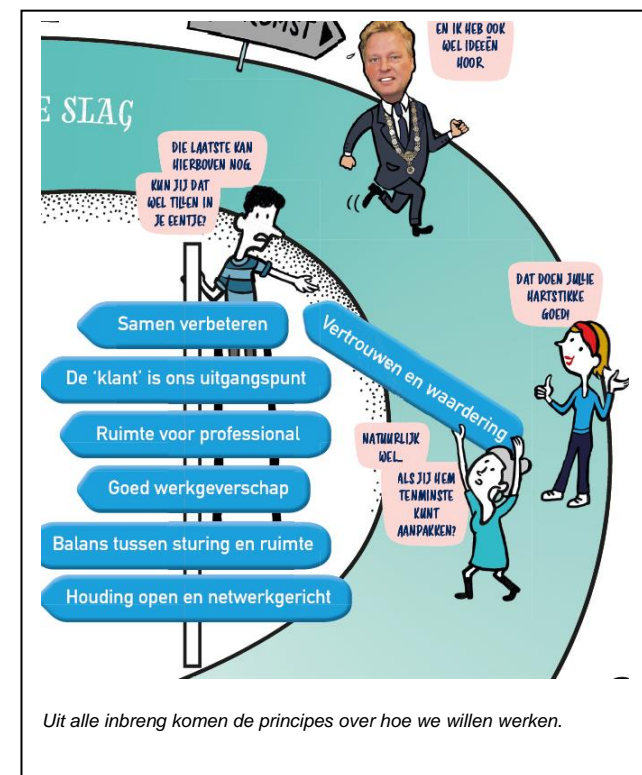 KOMST
EN IK HEB OOK
WEL IDEEËN
HOOR
E SLAG
DIE LAATSTE KAN
HIERBOVEN NOG.
KUN JIJ DAT
WEL TILLEN IN
JE EENTJE?
DAT DOEN JULLIE
HARTSTIKKE
GOED!
Samen verbeteren
Vertrouwen en waardering
De 'klant' is ons uitgangspunt
Ruimte voor professional
NATUURLIJK
WEL...
ALS JIJ HEM
TENMINSTE
KUNT
AANPAKKEN?
Goed werkgeverschap
Balans tussen sturing en ruimte
Houding open en netwerkgericht
Uit alle inbreng komen de principes over hoe we willen werken.